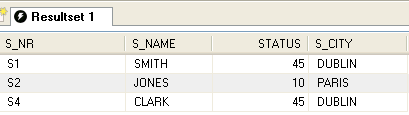 Resultset 1
S_NR S_NAME STATUS S_CITY
S1 SMITH 45 DUBLIN
S2 JONES 10 PARIS
S4 CLARK 45 DUBLIN